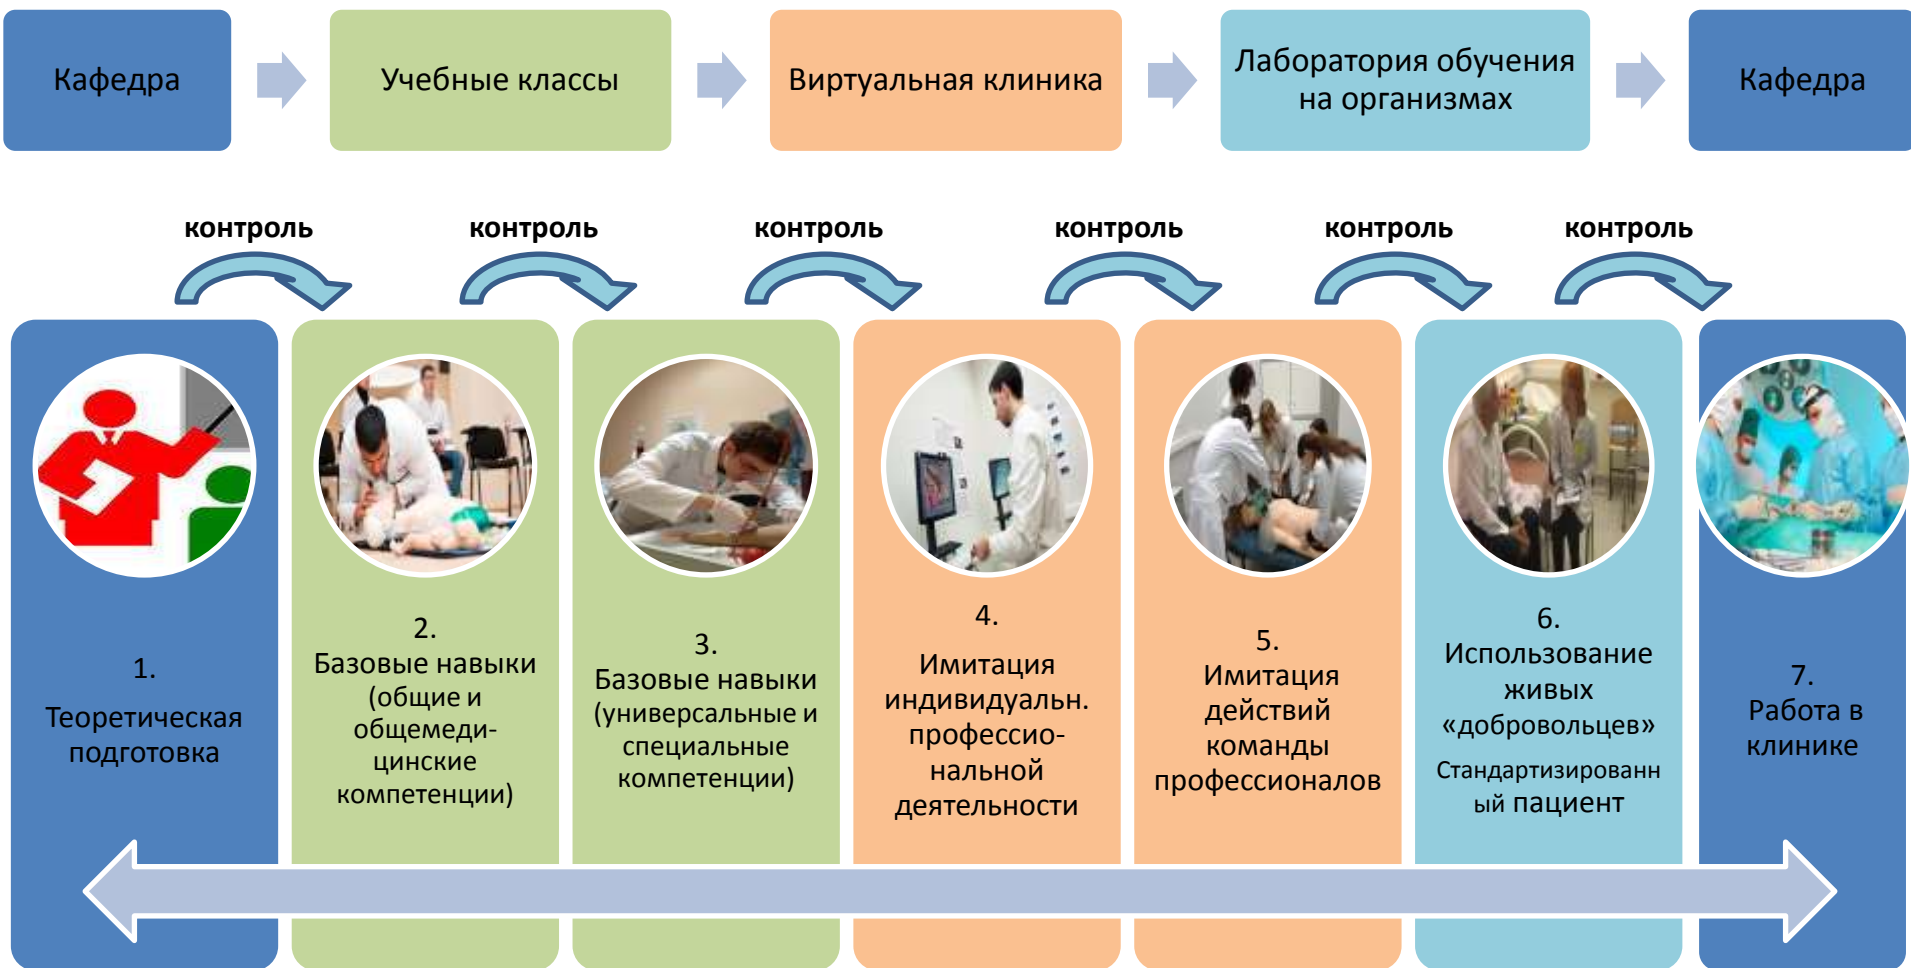 Кафедра
Учебные классы
Виртуальная клиника
Лаборатория обучения
на организмах
Кафедра
контроль
контроль
контроль
контроль
контроль
контроль
1.
Теоретическая
подготовка
2.
Базовые навыки
(общие и
общемеди-
цинские
компетенции)
3.
Базовые навыки
(универсальные и
специальные
компетенции)
4.
Имитация
индивидуальн.
профессио-
нальной
деятельности
5.
Имитация
действий
команды
профессионалов
6.
Использование
живых
«добровольцев»
Стандартизированн
ый пациент
7.
Работа в
клинике